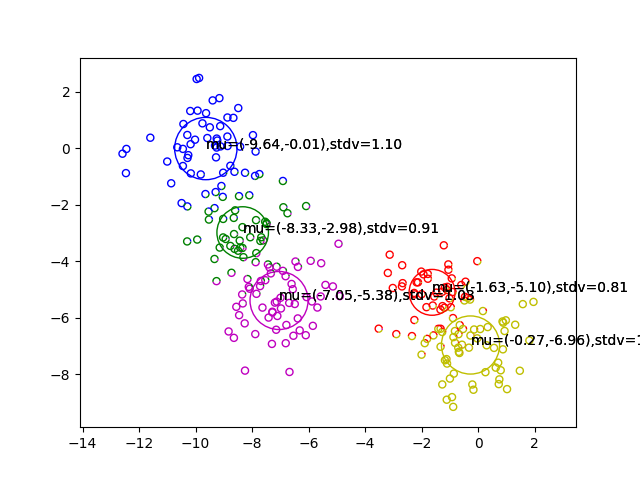 2
0
mu=(-9.64,-0.01),stdv=1.10
−2
mu=(-8.33,-2.98),stdv=0.91
−4
mu=(-1.63,-5.10),stdv=0.81
mu=(-7.05,-5.38),stdv=1.03
−6
mu=(-0.27,-6.96),stdv=1
−8
−14 −12 −10 −8 −6 −4 −2 0 2